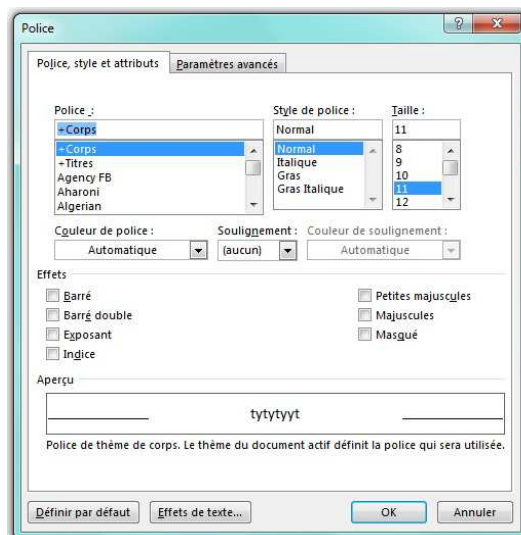 Police
Police, style et attributs Paramètres avancés
Police : Style de police : Taille :
+Corps Normal 11
+Corps Normal 8
+Titres Italique 9
Agency FB Gras 10
Aharoni Gras Italique 11
Algerian 12
Couleur de police : Soulignement : Couleur de soulignement :
Automatique (aucun) Automatique
Effets
Barré Petites majuscules
Barré double Majuscules
Exposant Masqué
Indice
Aperçu
tytytyyt
Police de thème de corps. Le thème du document actif définit la police qui sera utilisée.
Définir par défaut Effets de texte... OK Annuler